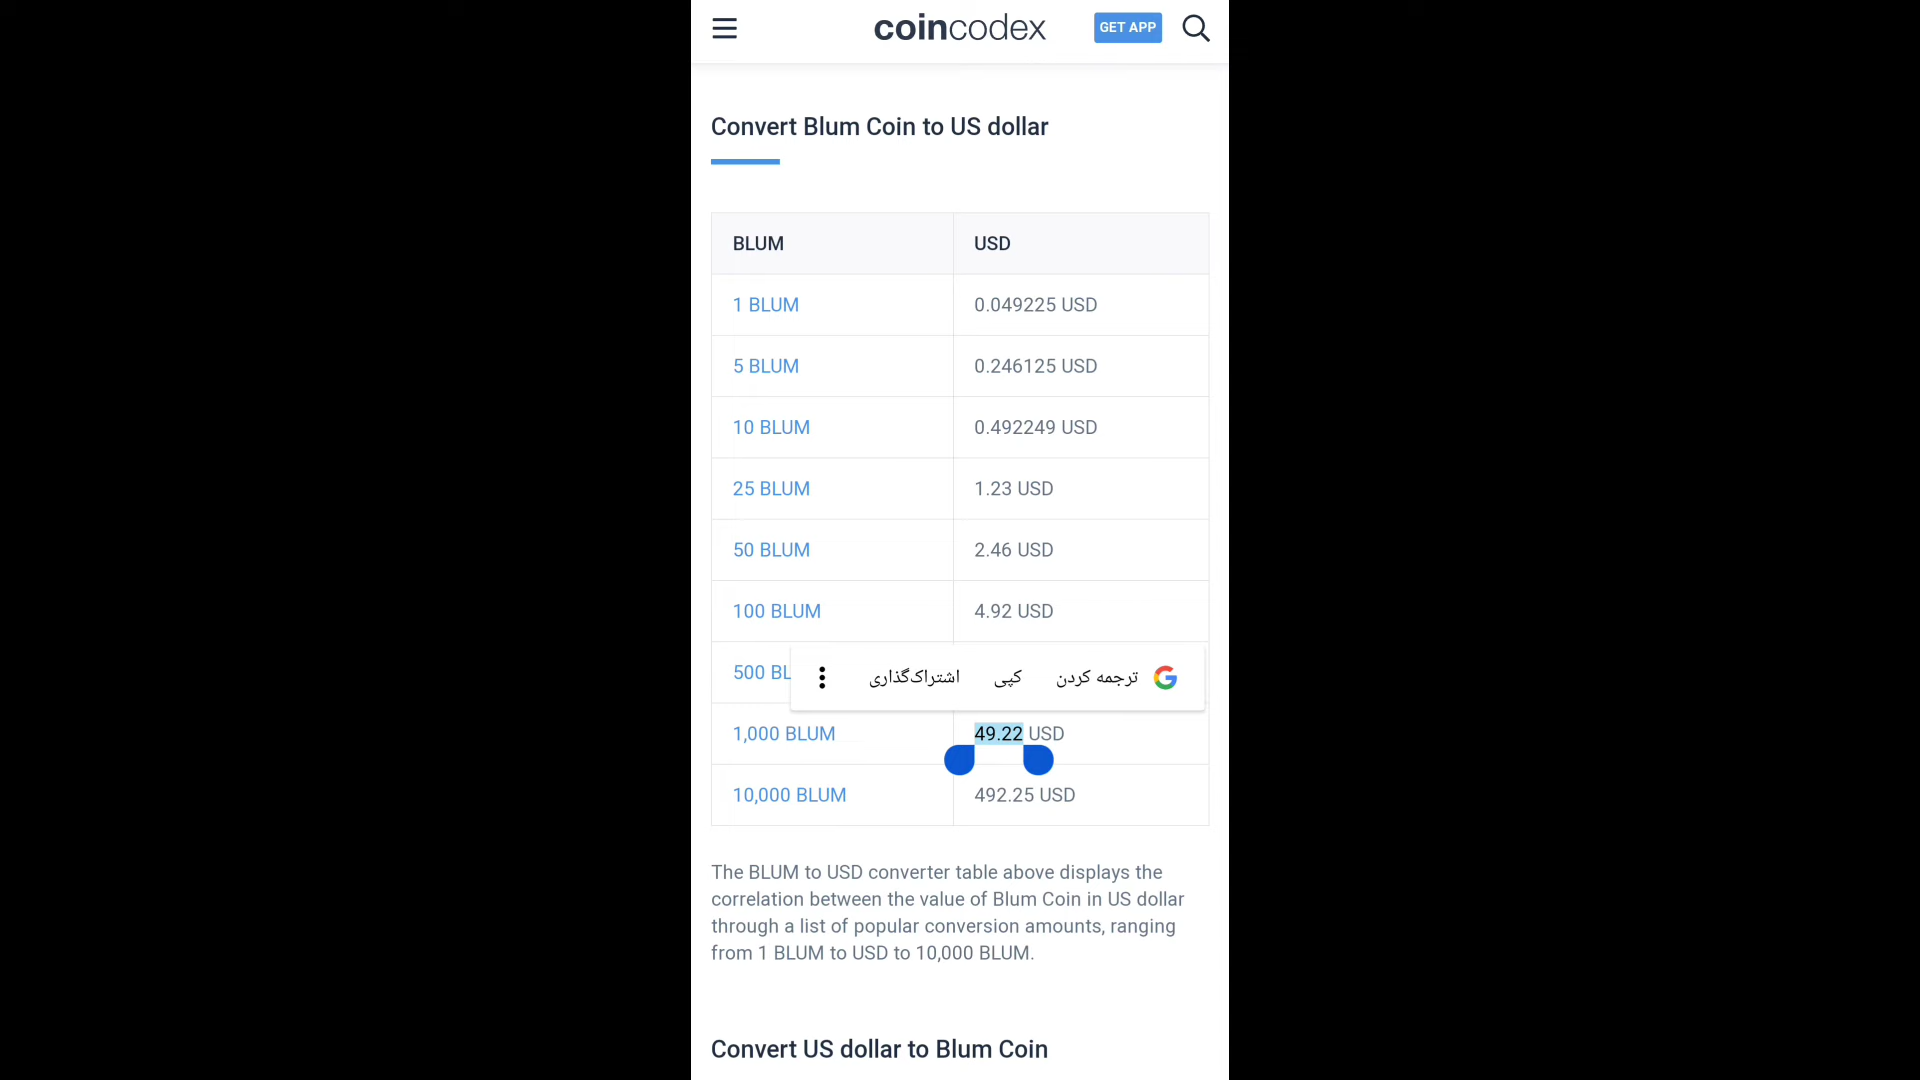 coincodex GET APP
Convert Blum Coin to US dollar
BLUM USD
1 BLUM 0.049225 USD
5 BLUM 0.246125 USD
10 BLUM 0.492249 USD
25 BLUM 1.23 USD
50 BLUM 2.46 USD
100 BLUM 4.92 USD
500 BL
ترجمه کردن کپی اشتراک‌گذاری
1,000 BLUM 49.22 USD
10,000 BLUM 492.25 USD
The BLUM to USD converter table above displays the
correlation between the value of Blum Coin in US dollar
through a list of popular conversion amounts, ranging
from 1 BLUM to USD to 10,000 BLUM.
Convert US dollar to Blum Coin